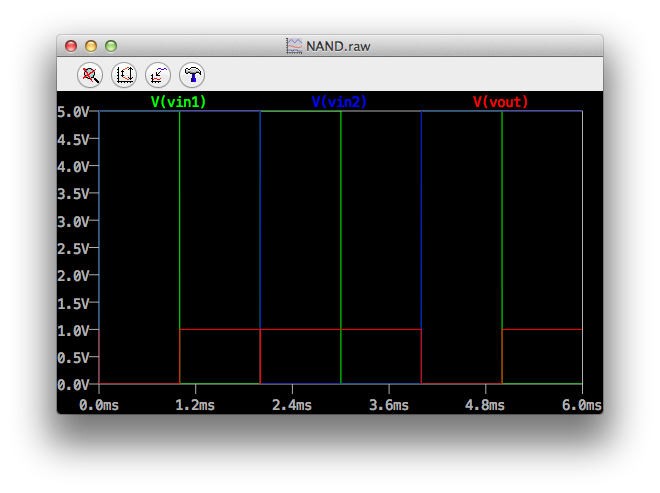 NAND.raw
V(vin1) V(vin2) V(vout)
5.0V
4.5V
4.0V
3.5V
3.0V
2.5V
2.0V
1.5V
1.0V
0.5V
0.0V
0.0ms 1.2ms 2.4ms 3.6ms 4.8ms 6.0ms